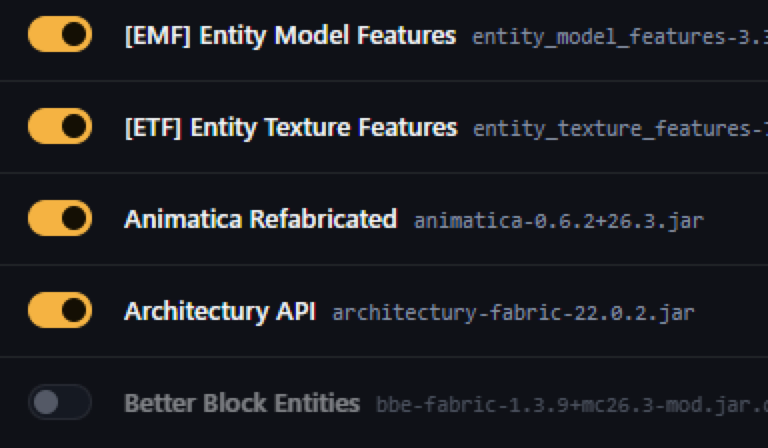 [EMF] Entity Model Features entity_model_features-3.3
[ETF] Entity Texture Features entity_texture_features-
Animatica Refabricated animatica-0.6.2+26.3.jar
Architectury API architectury-fabric-22.0.2.jar
Better Block Entities bbe-fabric-1.3.9+mc26.3-mod.jar.